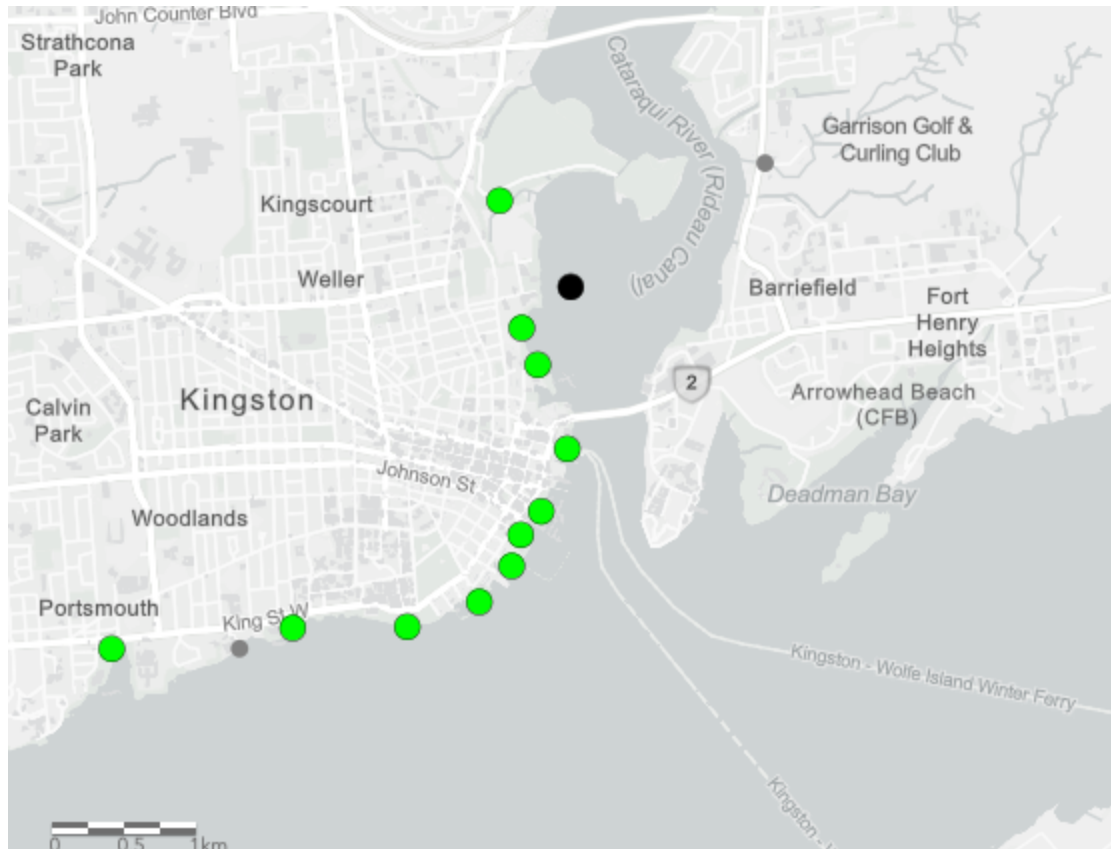 John Counter Blvd
Strathcona
Park
Cataraqui River (Rideau Canal)
Garrison Golf &
Curling Club
Kingscourt
Weller
Barriefield
Fort
Henry
Heights
2
Kingston
Arrowhead Beach
(CFB)
Calvin
Park
Johnson St
Deadman Bay
Woodlands
Portsmouth
King St W
Kingston - Wolfe Island Winter Ferry
Kingston -
0 0.5 1km